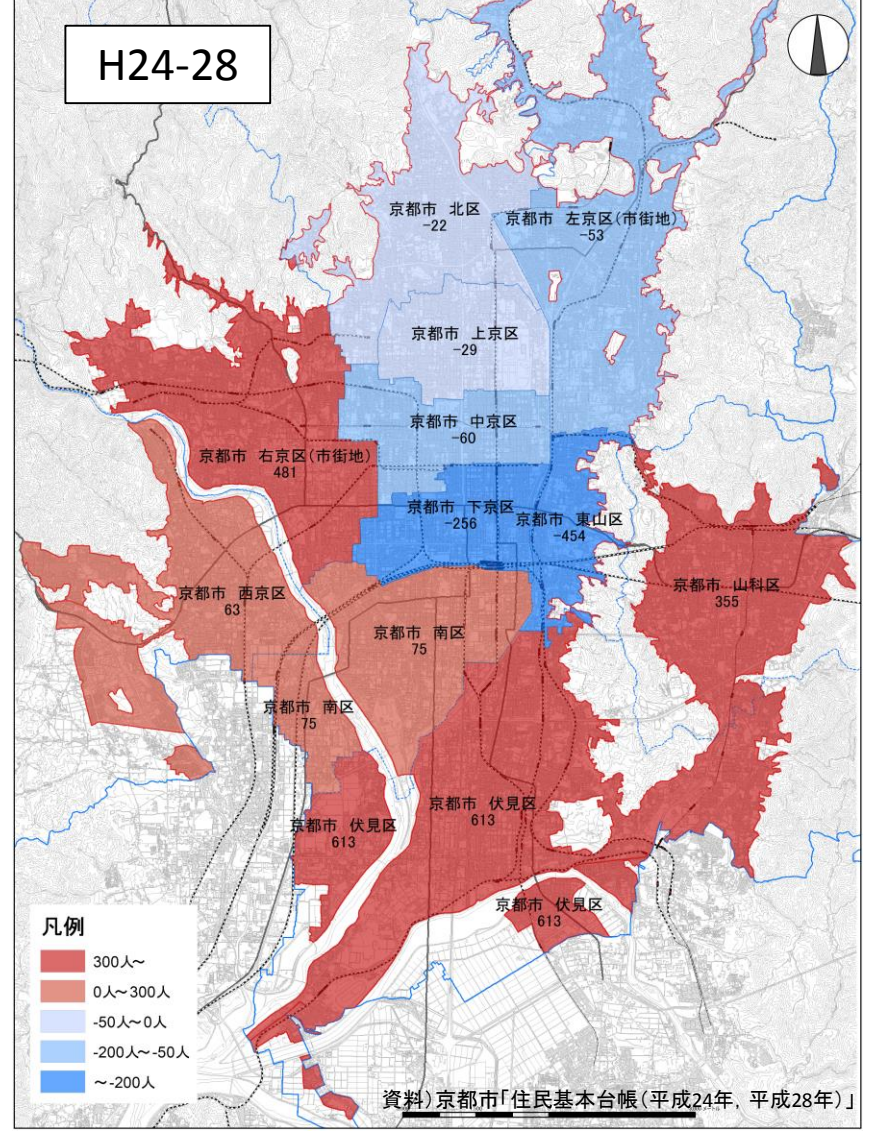 H24-28
京都市 北区
-22
京都市 左京区(市街地)
-53
京都市 上京区
-29
京都市 中京区
-60
京都市 右京区(市街地)
481
京都市 下京区
-256
京都市 東山区
-454
京都市 山科区
355
京都市 西京区
63
京都市 南区
75
京都市 南区
75
京都市 伏見区
613
京都市 伏見区
613
京都市 伏見区
613
凡例
300人~
0人~300人
-50人~0人
-200人~-50人
~-200人
資料)京都市「住民基本台帳(平成24年, 平成28年)」